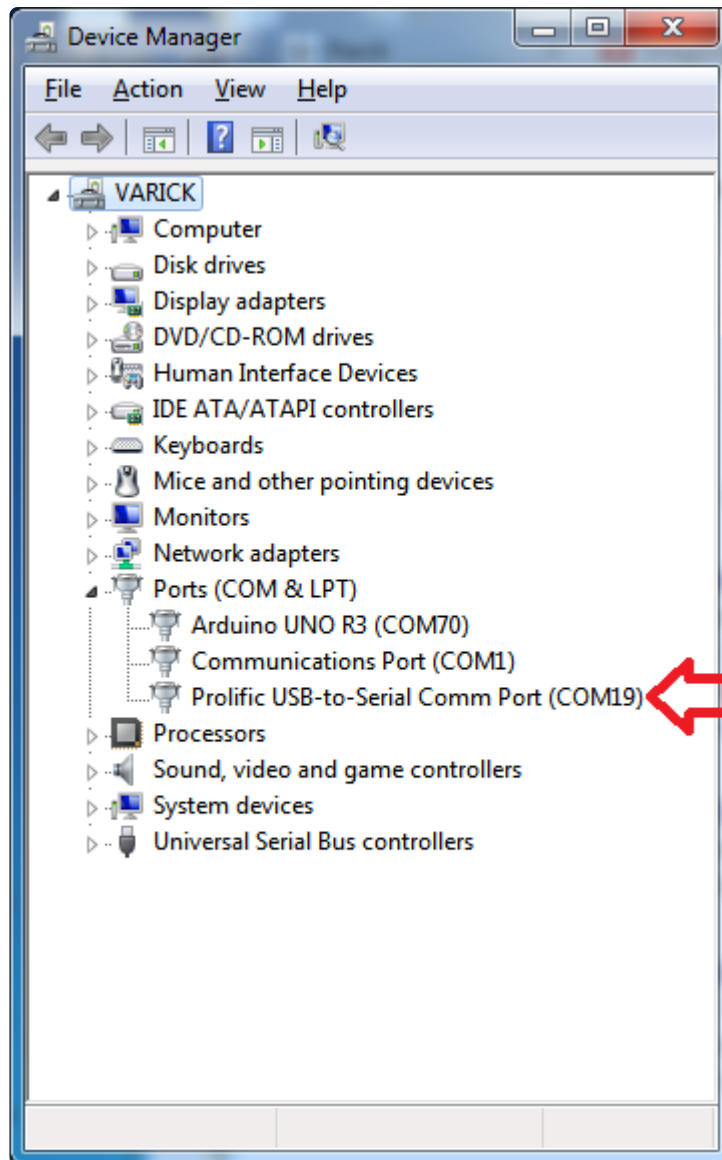 Device Manager
File Action View Help
VARICK
Computer
Disk drives
Display adapters
DVD/CD-ROM drives
Human Interface Devices
IDE ATA/ATAPI controllers
Keyboards
Mice and other pointing devices
Monitors
Network adapters
Ports (COM & LPT)
Arduino UNO R3 (COM70)
Communications Port (COM1)
Prolific USB-to-Serial Comm Port (COM19)
Processors
Sound, video and game controllers
System devices
Universal Serial Bus controllers